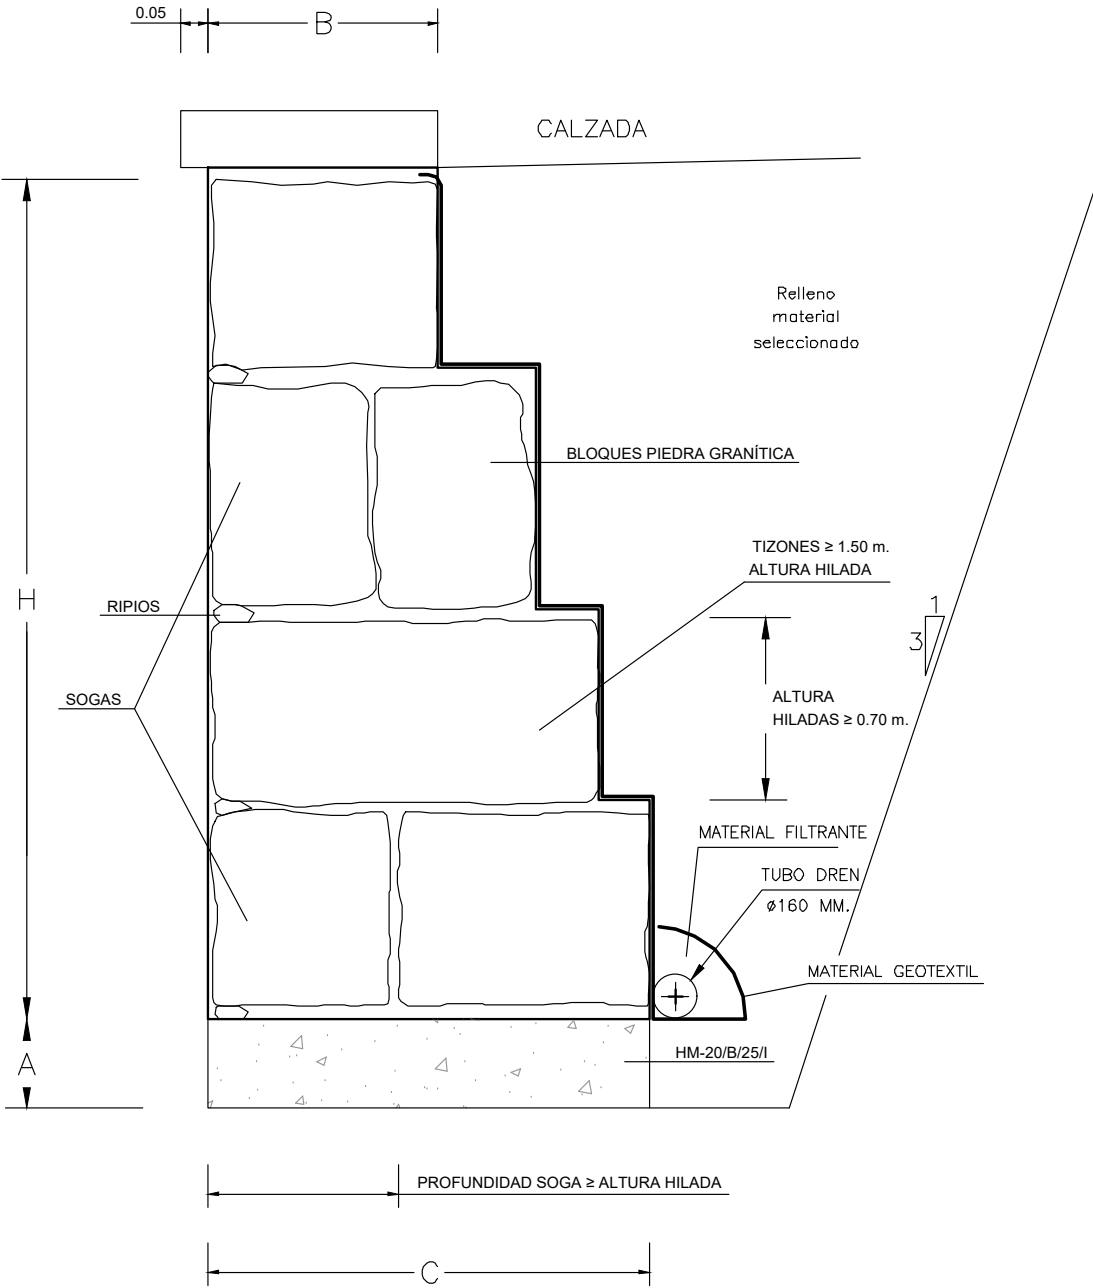 0.05
B
CALZADA
Relleno
material
seleccionado
BLOQUES PIEDRA GRANÍTICA
TIZONES ≥ 1.50 m.
ALTURA HILADA
H
RIPIOS
1
3
SOGAS
ALTURA
HILADAS ≥ 0.70 m.
MATERIAL FILTRANTE
TUBO DREN
ø160 MM.
MATERIAL GEOTEXTIL
A
HM-20/B/25/I
PROFUNDIDAD SOGA ≥ ALTURA HILADA
C